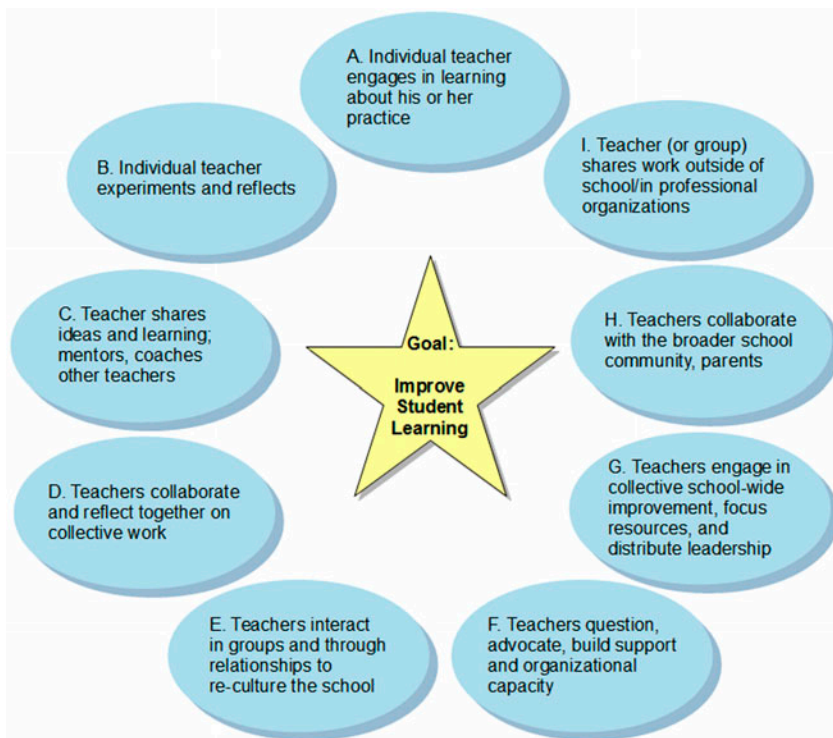 A. Individual teacher
engages in learning
about his or her
practice
B. Individual teacher
experiments and reflects
C. Teacher shares
ideas and learning;
mentors, coaches
other teachers
D. Teachers collaborate
and reflect together on
collective work
E. Teachers interact
in groups and through
relationships to
re-culture the school
F. Teachers question,
advocate, build support
and organizational
capacity
G. Teachers engage in
collective school-wide
improvement, focus
resources, and
distribute leadership
H. Teachers collaborate
with the broader school
community, parents
I. Teacher (or group)
shares work outside of
school/in professional
organizations
Goal:
Improve
Student
Learning